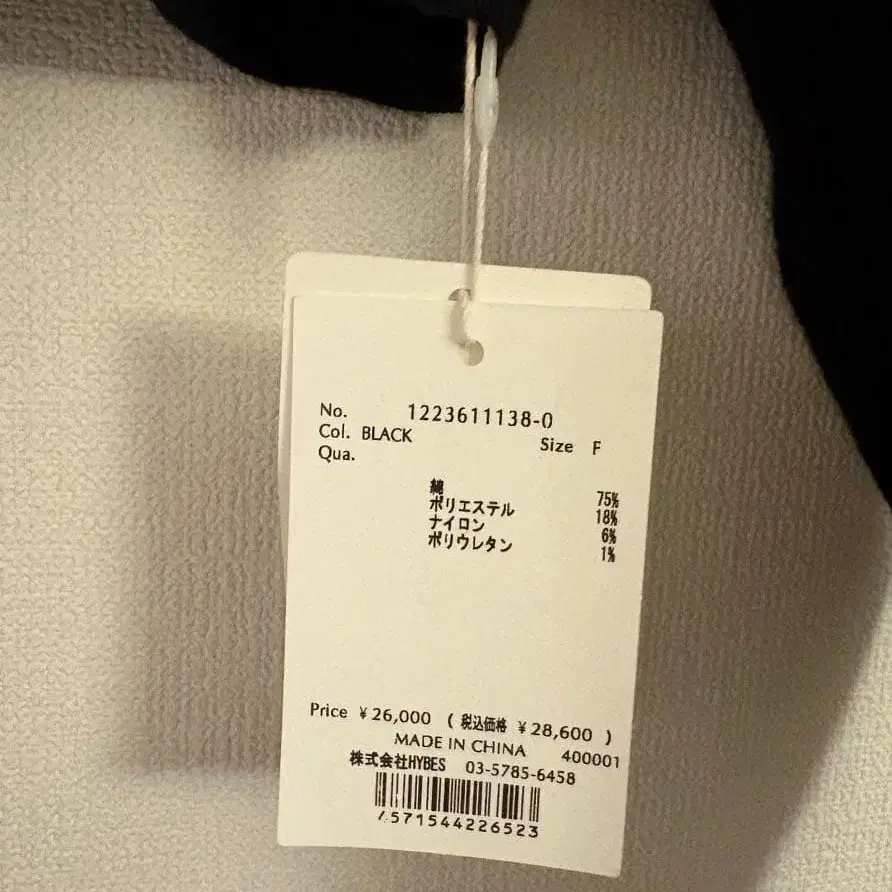 No. 1223611138-0
Col. BLACK Size F
Qua.
綿 75%
ポリエステル 18%
ナイロン 6%
ポリウレタン 1%
Price ¥26,000 ( 税込価格 ¥28,600 )
MADE IN CHINA 400001
株式会社HYBES 03-5785-6458
4571544226523